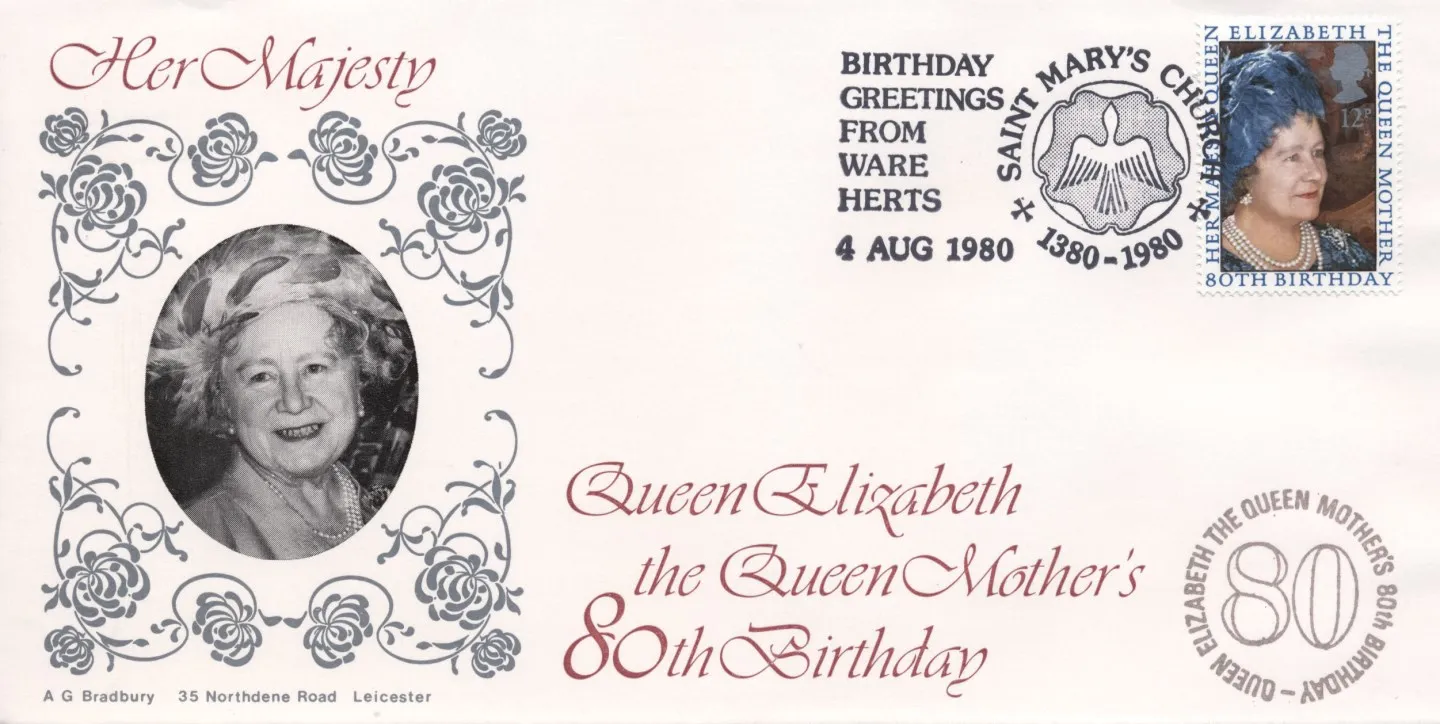 Her Majesty
BIRTHDAY
GREETINGS
FROM
WARE
HERTS
4 AUG 1980
SAINT MARY'S CHURCH
1380-1980
HER MAJESTY QUEEN ELIZABETH THE QUEEN MOTHER
12P
80TH BIRTHDAY
Queen Elizabeth
the Queen Mother's
80th Birthday
QUEEN ELIZABETH THE QUEEN MOTHER'S 80th BIRTHDAY -
80
A G Bradbury 35 Northdene Road Leicester